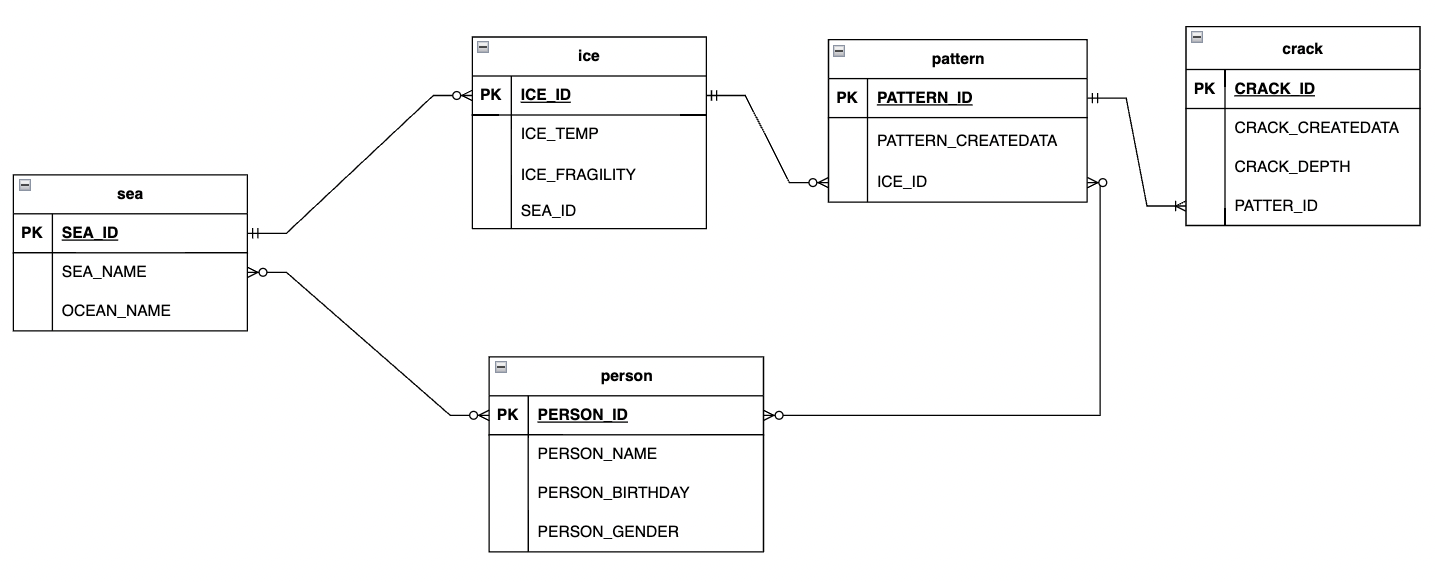 sea
PK SEA_ID
SEA_NAME
OCEAN_NAME
ice
PK ICE_ID
ICE_TEMP
ICE_FRAGILITY
SEA_ID
pattern
PK PATTERN_ID
PATTERN_CREATEDATA
ICE_ID
crack
PK CRACK_ID
CRACK_CREATEDATA
CRACK_DEPTH
PATTER_ID
person
PK PERSON_ID
PERSON_NAME
PERSON_BIRTHDAY
PERSON_GENDER